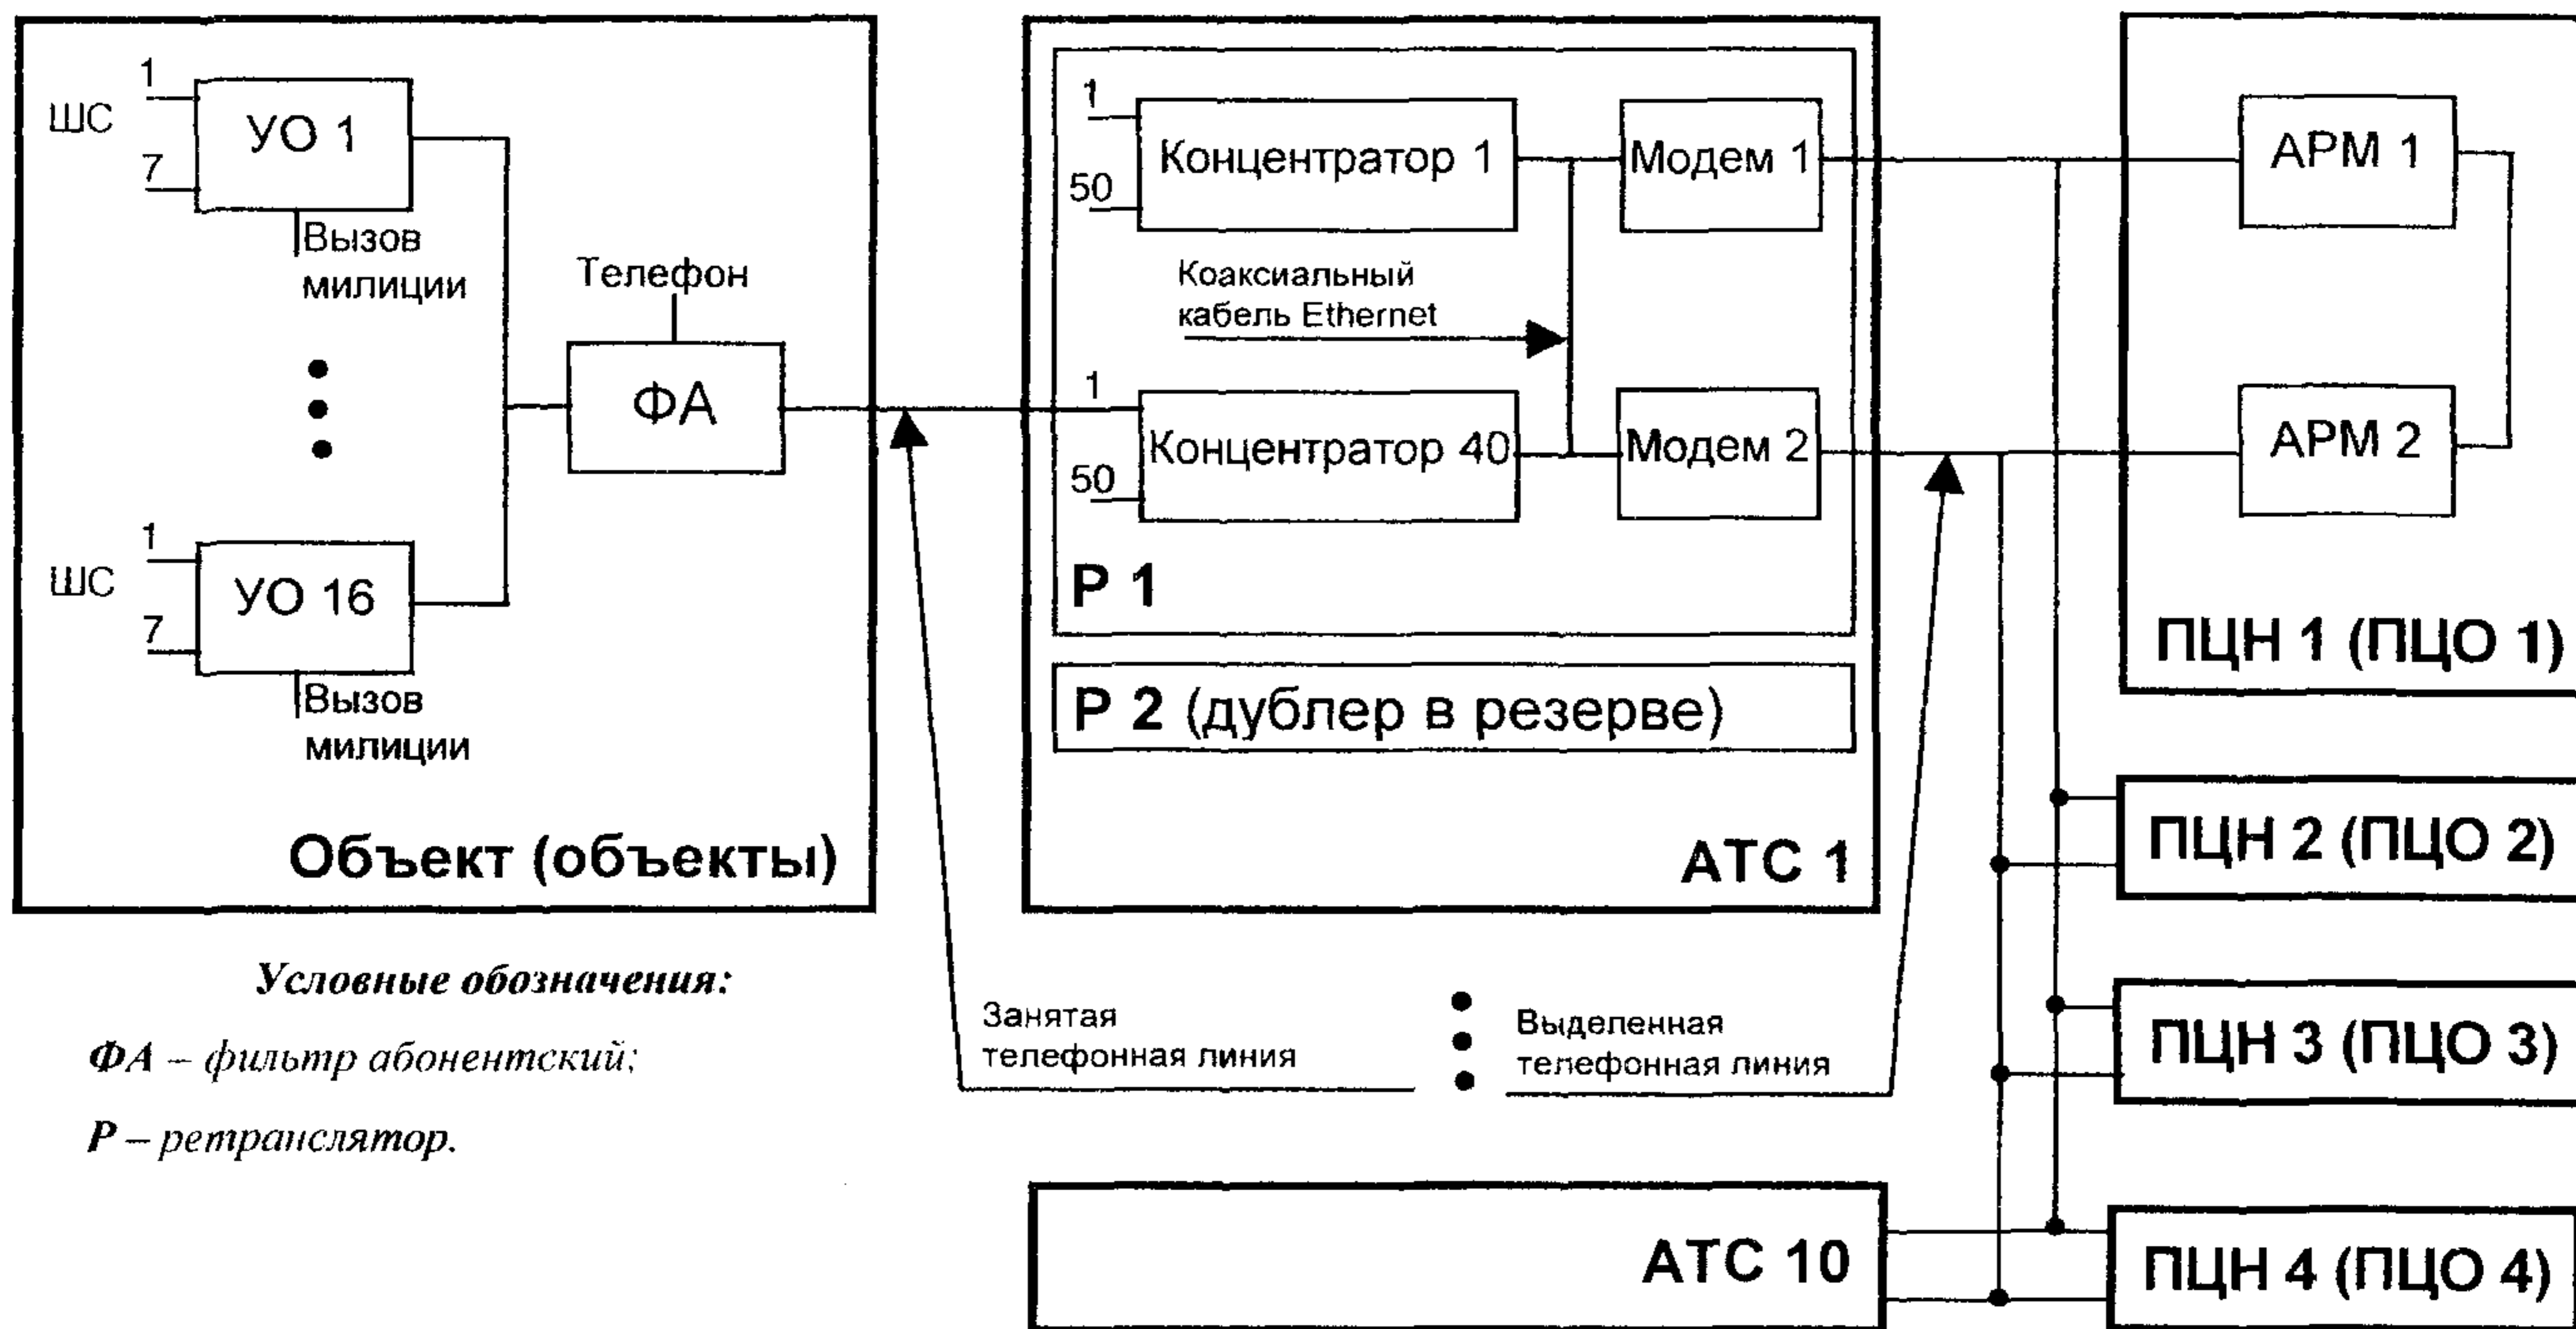 1
ШС
УО 1
7
Вызов
милиции
Телефон
ФА
1
ШС
УО 16
7
Вызов
милиции
Объект (объекты)
1
Концентратор 1
50
Модем 1
Коаксиальный
кабель Ethernet
1
Концентратор 40
50
Модем 2
Р 1
Р 2 (дублер в резерве)
АТС 1
АРМ 1
АРМ 2
ПЦН 1 (ПЦО 1)
ПЦН 2 (ПЦО 2)
ПЦН 3 (ПЦО 3)
ПЦН 4 (ПЦО 4)
Занятая
телефонная линия
Выделенная
телефонная линия
АТС 10
Условные обозначения:
ФА – фильтр абонентский;
Р – ретранслятор.